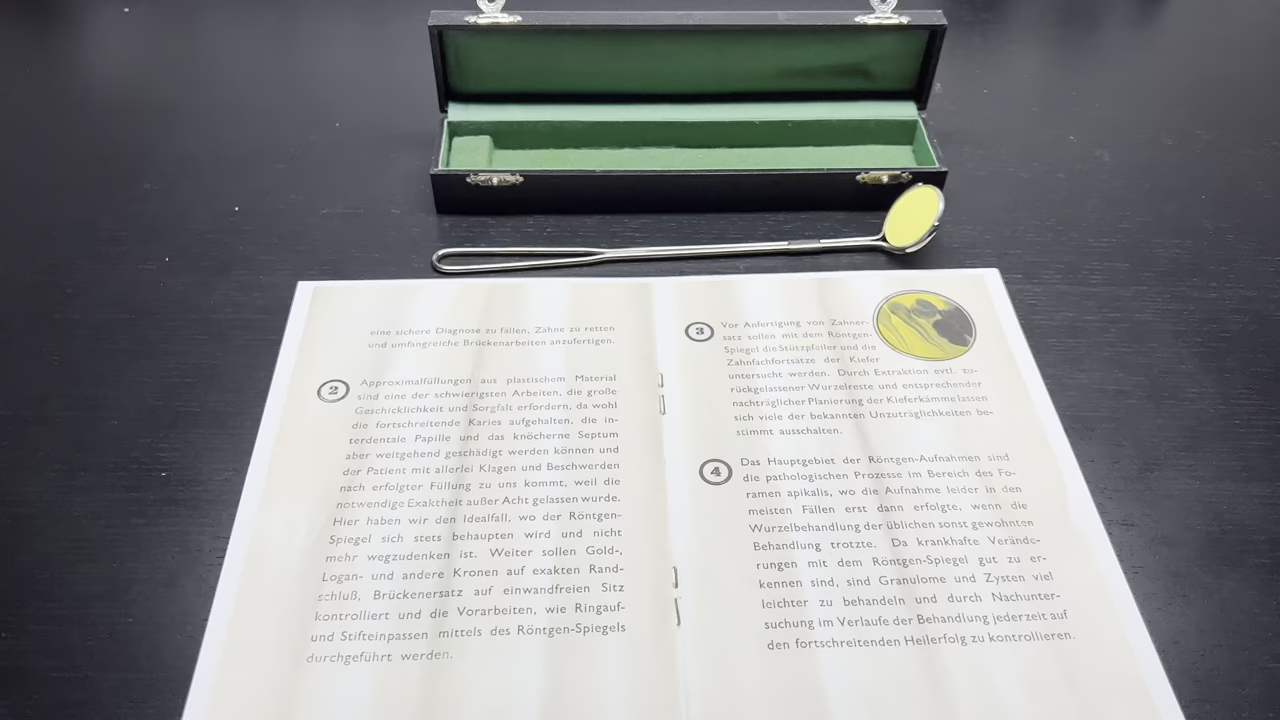 eine sichere Diagnose zu fällen, Zähne zu retten
und umfangreiche Brückenarbeiten anzufertigen.
2
Approximalfüllungen aus plastischem Material
sind eine der schwierigsten Arbeiten, die große
Geschicklichkeit und Sorgfalt erfordern, da wohl
die fortschreitende Karies aufgehalten, die in-
terdentale Papille und das knöcherne Septum
aber weitgehend geschädigt werden können und
der Patient mit allerlei Klagen und Beschwerden
nach erfolgter Füllung zu uns kommt, weil die
notwendige Exaktheit außer Acht gelassen wurde.
Hier haben wir den Idealfall, wo der Röntgen-
Spiegel sich stets behaupten wird und nicht
mehr wegzudenken ist. Weiter sollen Gold-,
Logan- und andere Kronen auf exakten Rand-
schluß, Brückenersatz auf einwandfreien Sitz
kontrolliert und die Vorarbeiten, wie Ringauf-
und Stifteinpassen mittels des Röntgen-Spiegels
durchgeführt werden.
3
Vor Anfertigung von Zahner-
satz sollen mit dem Röntgen-
Spiegel die Stützpfeiler und die
Zahnfachfortsätze der Kiefer
untersucht werden. Durch Extraktion evtl. zu-
rückgelassener Wurzelreste und entsprechender
nachträglicher Planierung der Kieferkämme lassen
sich viele der bekannten Unzuträglichkeiten be-
stimmt ausschalten.
4
Das Hauptgebiet der Röntgen-Aufnahmen sind
die pathologischen Prozesse im Bereich des Fo-
ramen apikalis, wo die Aufnahme leider in den
meisten Fällen erst dann erfolgte, wenn die
Wurzelbehandlung der üblichen sonst gewohnten
Behandlung trotzte. Da krankhafte Verände-
rungen mit dem Röntgen-Spiegel gut zu er-
kennen sind, sind Granulome und Zysten viel
leichter zu behandeln und durch Nachunter-
suchung im Verlaufe der Behandlung jederzeit auf
den fortschreitenden Heilerfolg zu kontrollieren.